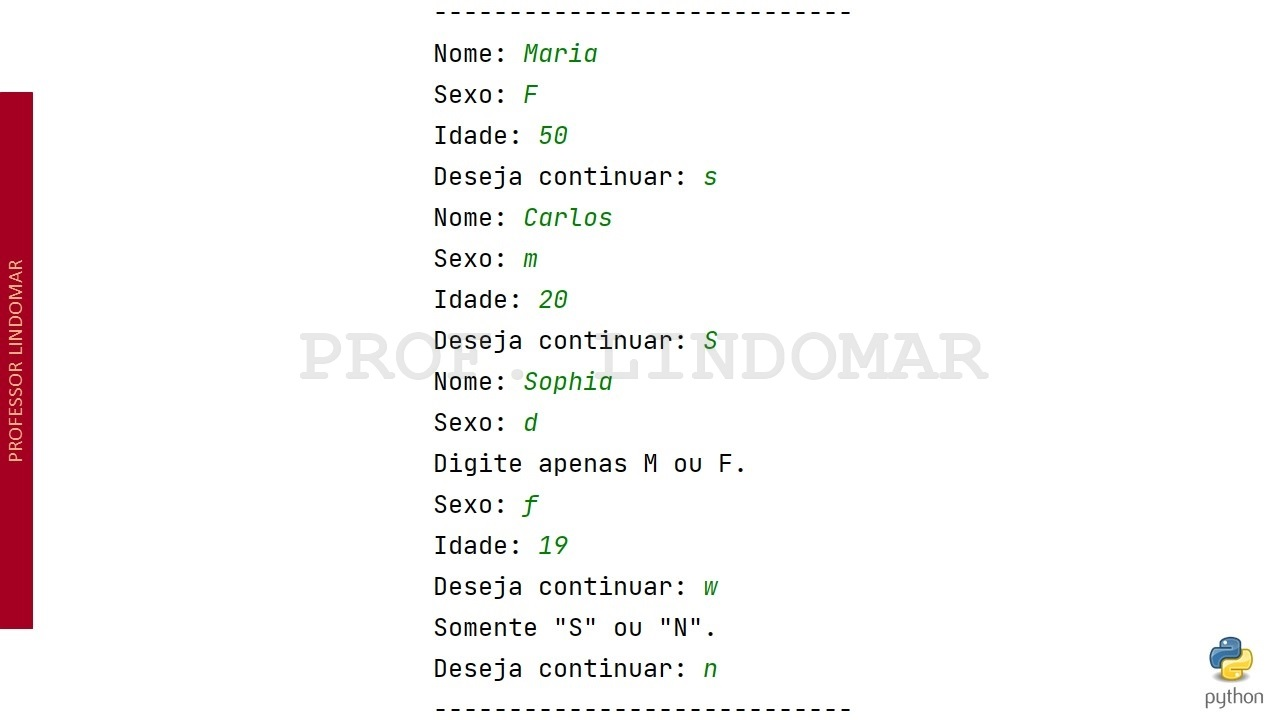 ----------------------------
Nome: Maria
Sexo: F
Idade: 50
Deseja continuar: s
Nome: Carlos
Sexo: m
Idade: 20
Deseja continuar: S
Nome: Sophia
Sexo: d
Digite apenas M ou F.
Sexo: f
Idade: 19
Deseja continuar: w
Somente "S" ou "N".
Deseja continuar: n
----------------------------
PROF. LINDOMAR
PROFESSOR LINDOMAR
python